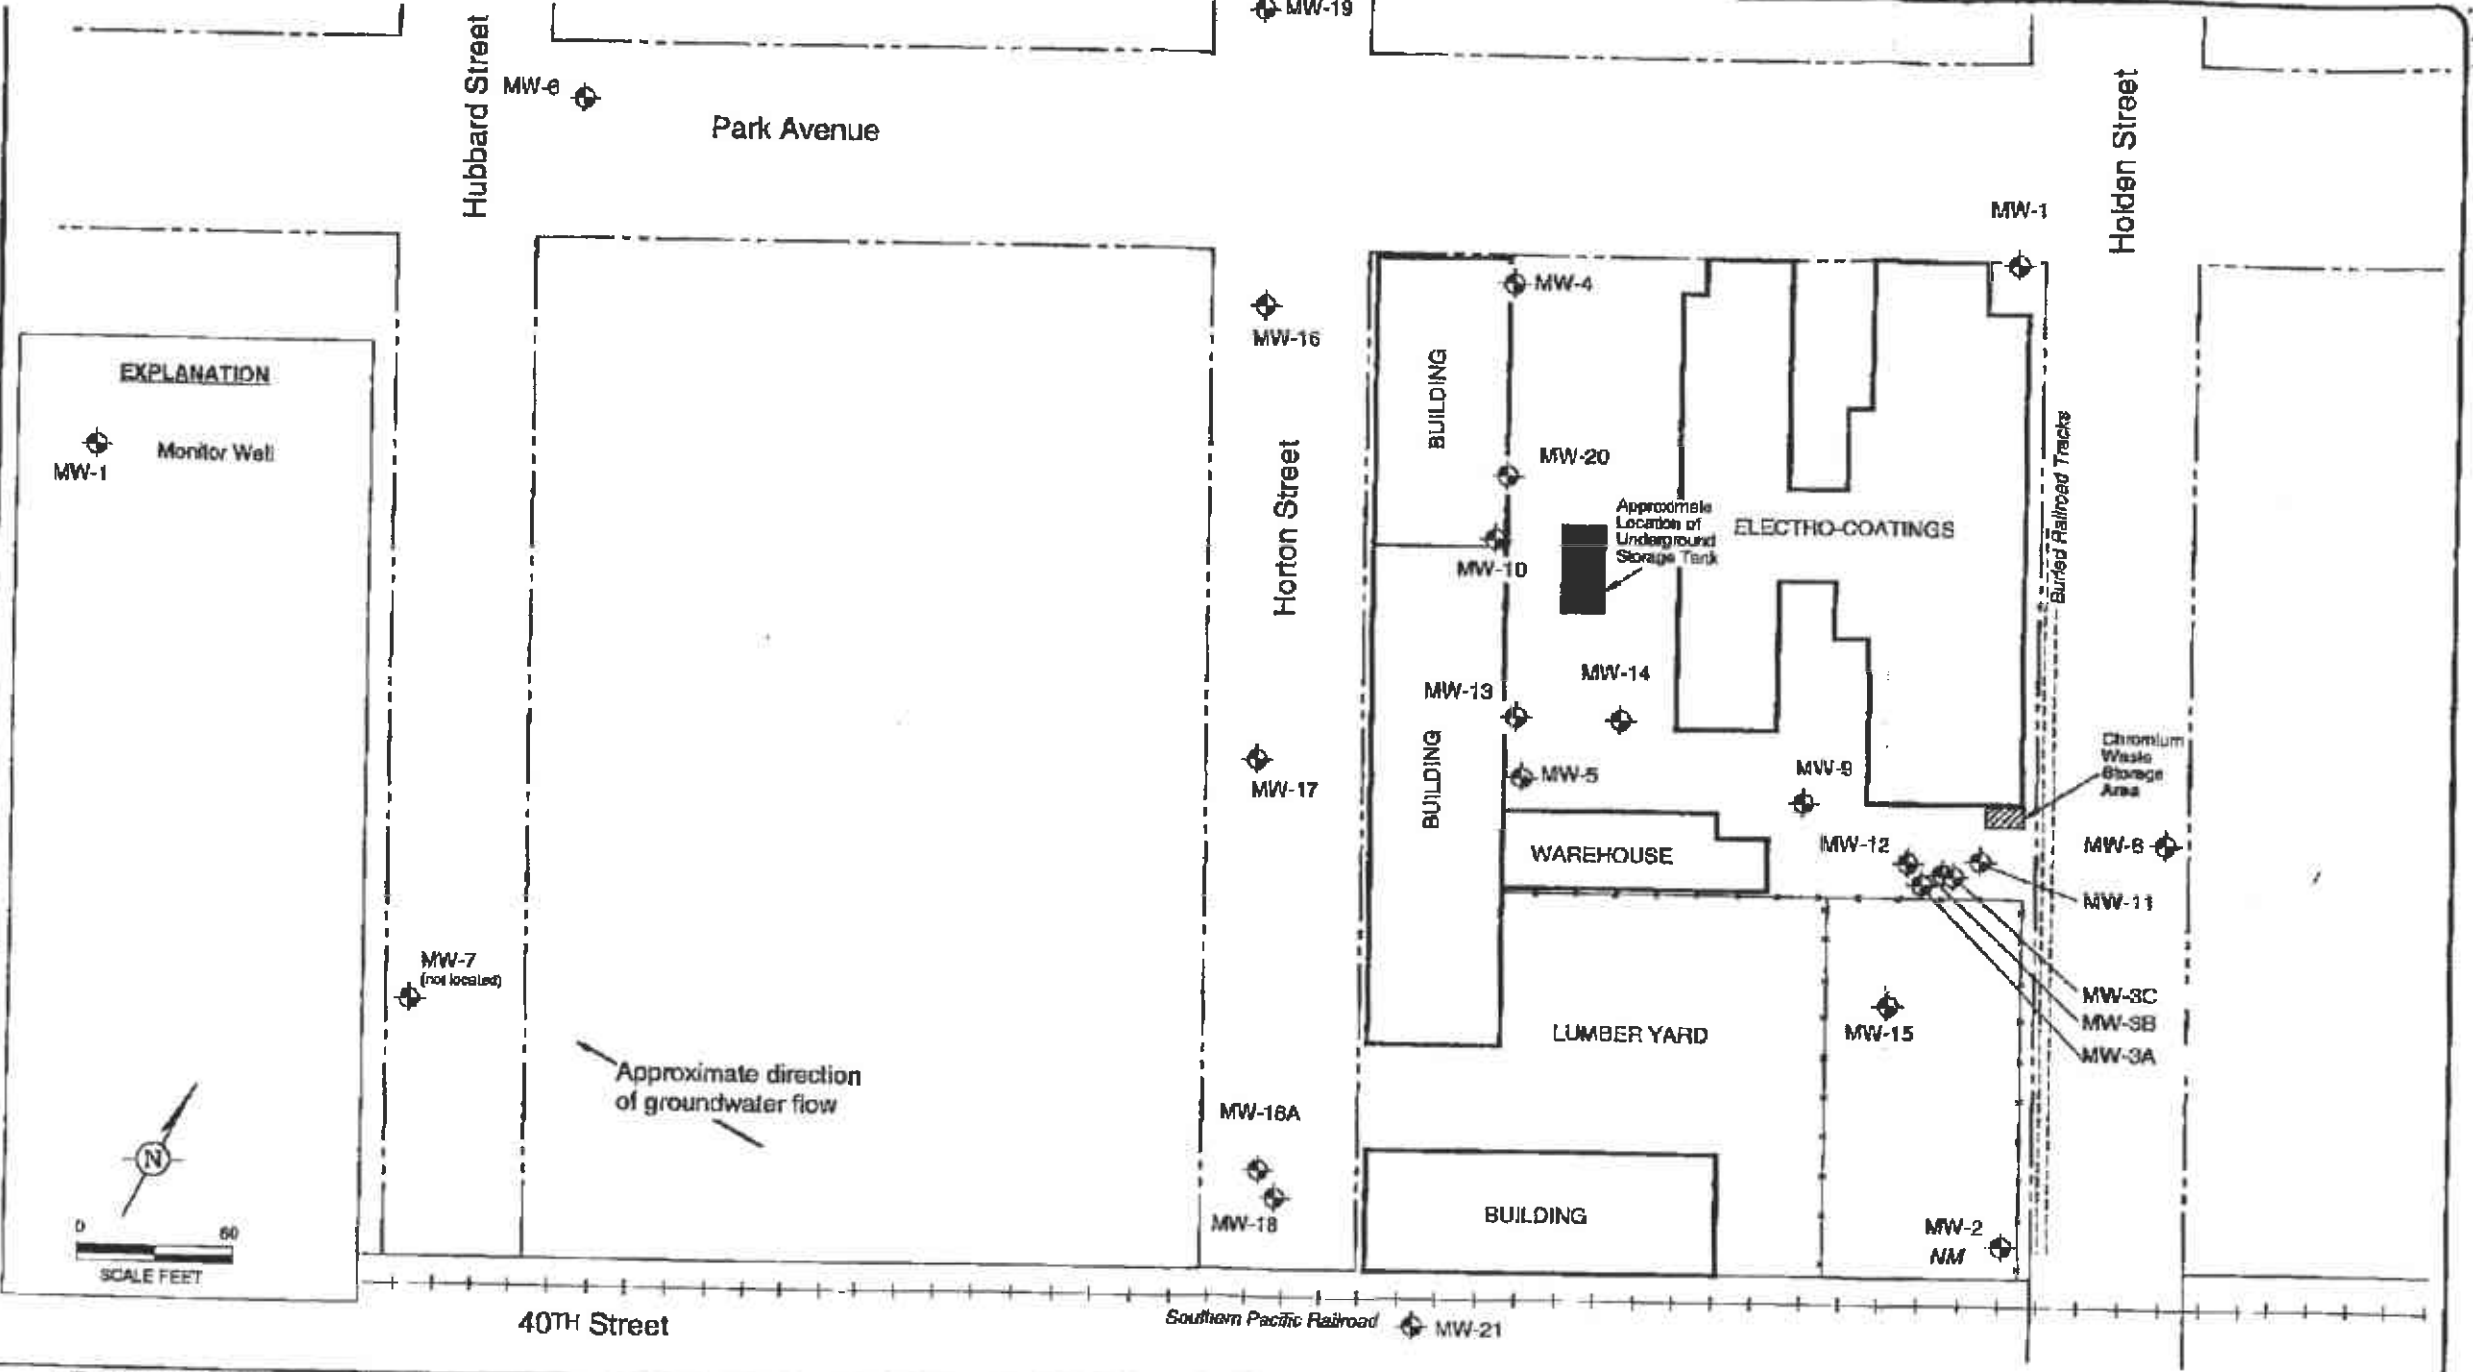 MW-19
Hubbard Street
MW-6
Park Avenue
Holden Street
MW-1
MW-4
MW-16
EXPLANATION
MW-1
Monitor Well
BUILDING
Horton Street
MW-20
Approximate
Location of
Underground
Storage Tank
ELECTRO-COATINGS
Buried Railroad Tracks
MW-10
MW-14
MW-13
BUILDING
MW-5
MW-17
MW-9
Chromium
Waste
Storage
Area
WAREHOUSE
MW-12
MW-8
MW-11
MW-7
(not located)
MW-3C
MW-3B
MW-3A
LUMBER YARD
MW-15
Approximate direction
of groundwater flow
MW-18A
N
MW-18
BUILDING
MW-2
NM
0 60
SCALE FEET
40TH Street
Southern Pacific Railroad
MW-21